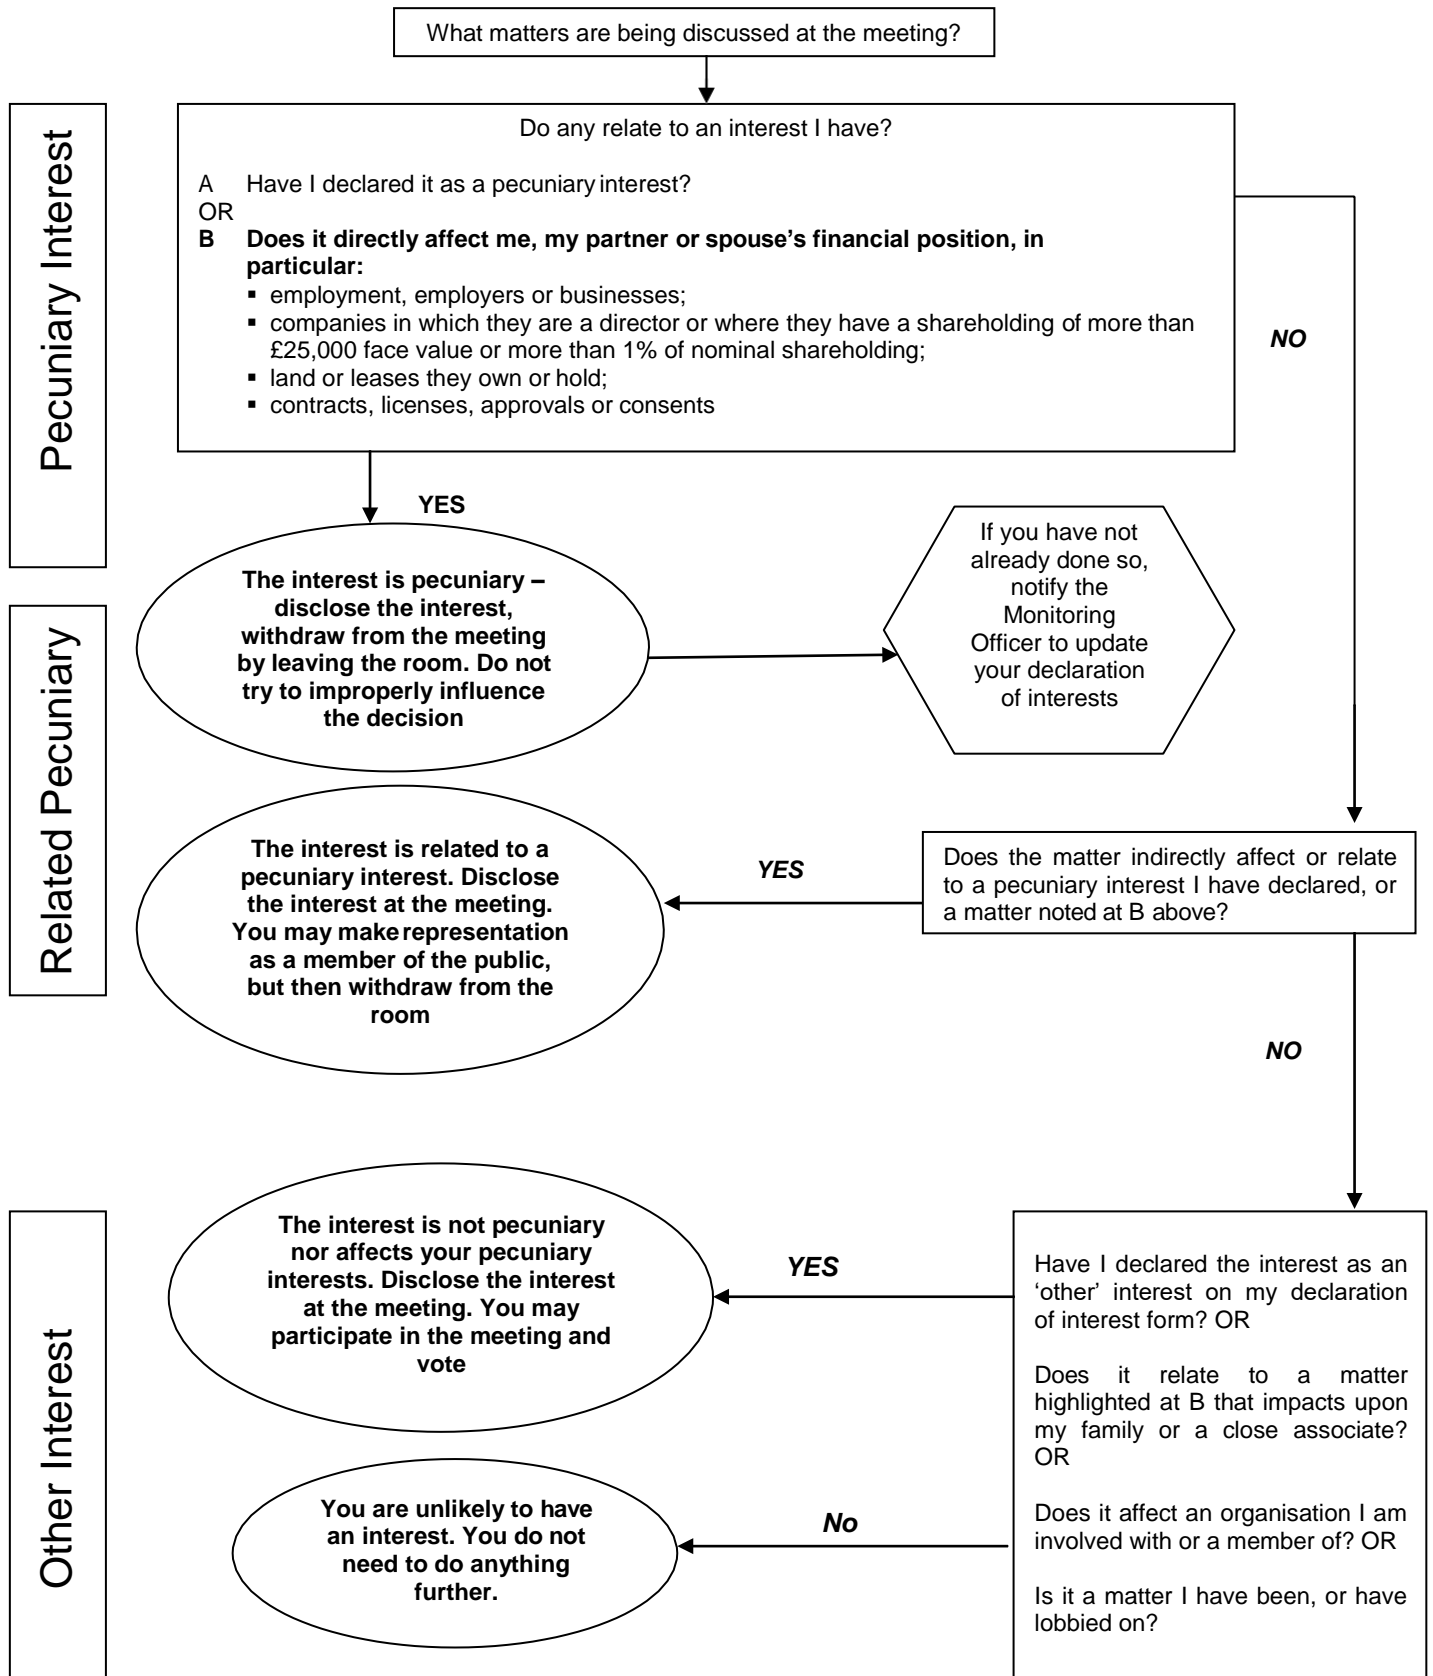 What matters are being discussed at the meeting?
Pecuniary Interest
Do any relate to an interest I have?
A Have I declared it as a pecuniary interest?
OR
B Does it directly affect me, my partner or spouse's financial position, in
particular:
▪ employment, employers or businesses;
▪ companies in which they are a director or where they have a shareholding of more than
£25,000 face value or more than 1% of nominal shareholding;
▪ land or leases they own or hold;
▪ contracts, licenses, approvals or consents
NO
YES
The interest is pecuniary –
disclose the interest,
withdraw from the meeting
by leaving the room. Do not
try to improperly influence
the decision
If you have not
already done so,
notify the
Monitoring
Officer to update
your declaration
of interests
Related Pecuniary
Does the matter indirectly affect or relate
to a pecuniary interest I have declared, or
a matter noted at B above?
YES
The interest is related to a
pecuniary interest. Disclose
the interest at the meeting.
You may make representation
as a member of the public,
but then withdraw from the
room
NO
Other Interest
Have I declared the interest as an
‘other’ interest on my declaration
of interest form? OR
Does it relate to a matter
highlighted at B that impacts upon
my family or a close associate?
OR
Does it affect an organisation I am
involved with or a member of? OR
Is it a matter I have been, or have
lobbied on?
YES
The interest is not pecuniary
nor affects your pecuniary
interests. Disclose the interest
at the meeting. You may
participate in the meeting and
vote
No
You are unlikely to have
an interest. You do not
need to do anything
further.